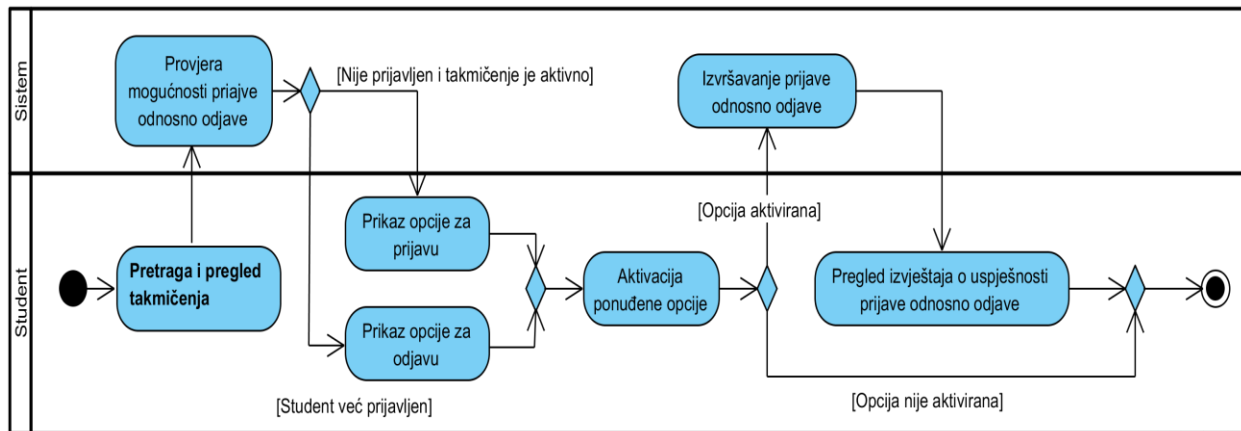 Sistem
Provjera
mogućnosti priajve
odnosno odjave
[Nije prijavljen i takmičenje je aktivno]
Izvršavanje prijave
odnosno odjave
Student
Pretraga i pregled
takmičenja
Prikaz opcije za
prijavu
Prikaz opcije za
odjavu
[Student već prijavljen]
Aktivacija
ponuđene opcije
[Opcija aktivirana]
Pregled izvještaja o uspješnosti
prijave odnosno odjave
[Opcija nije aktivirana]